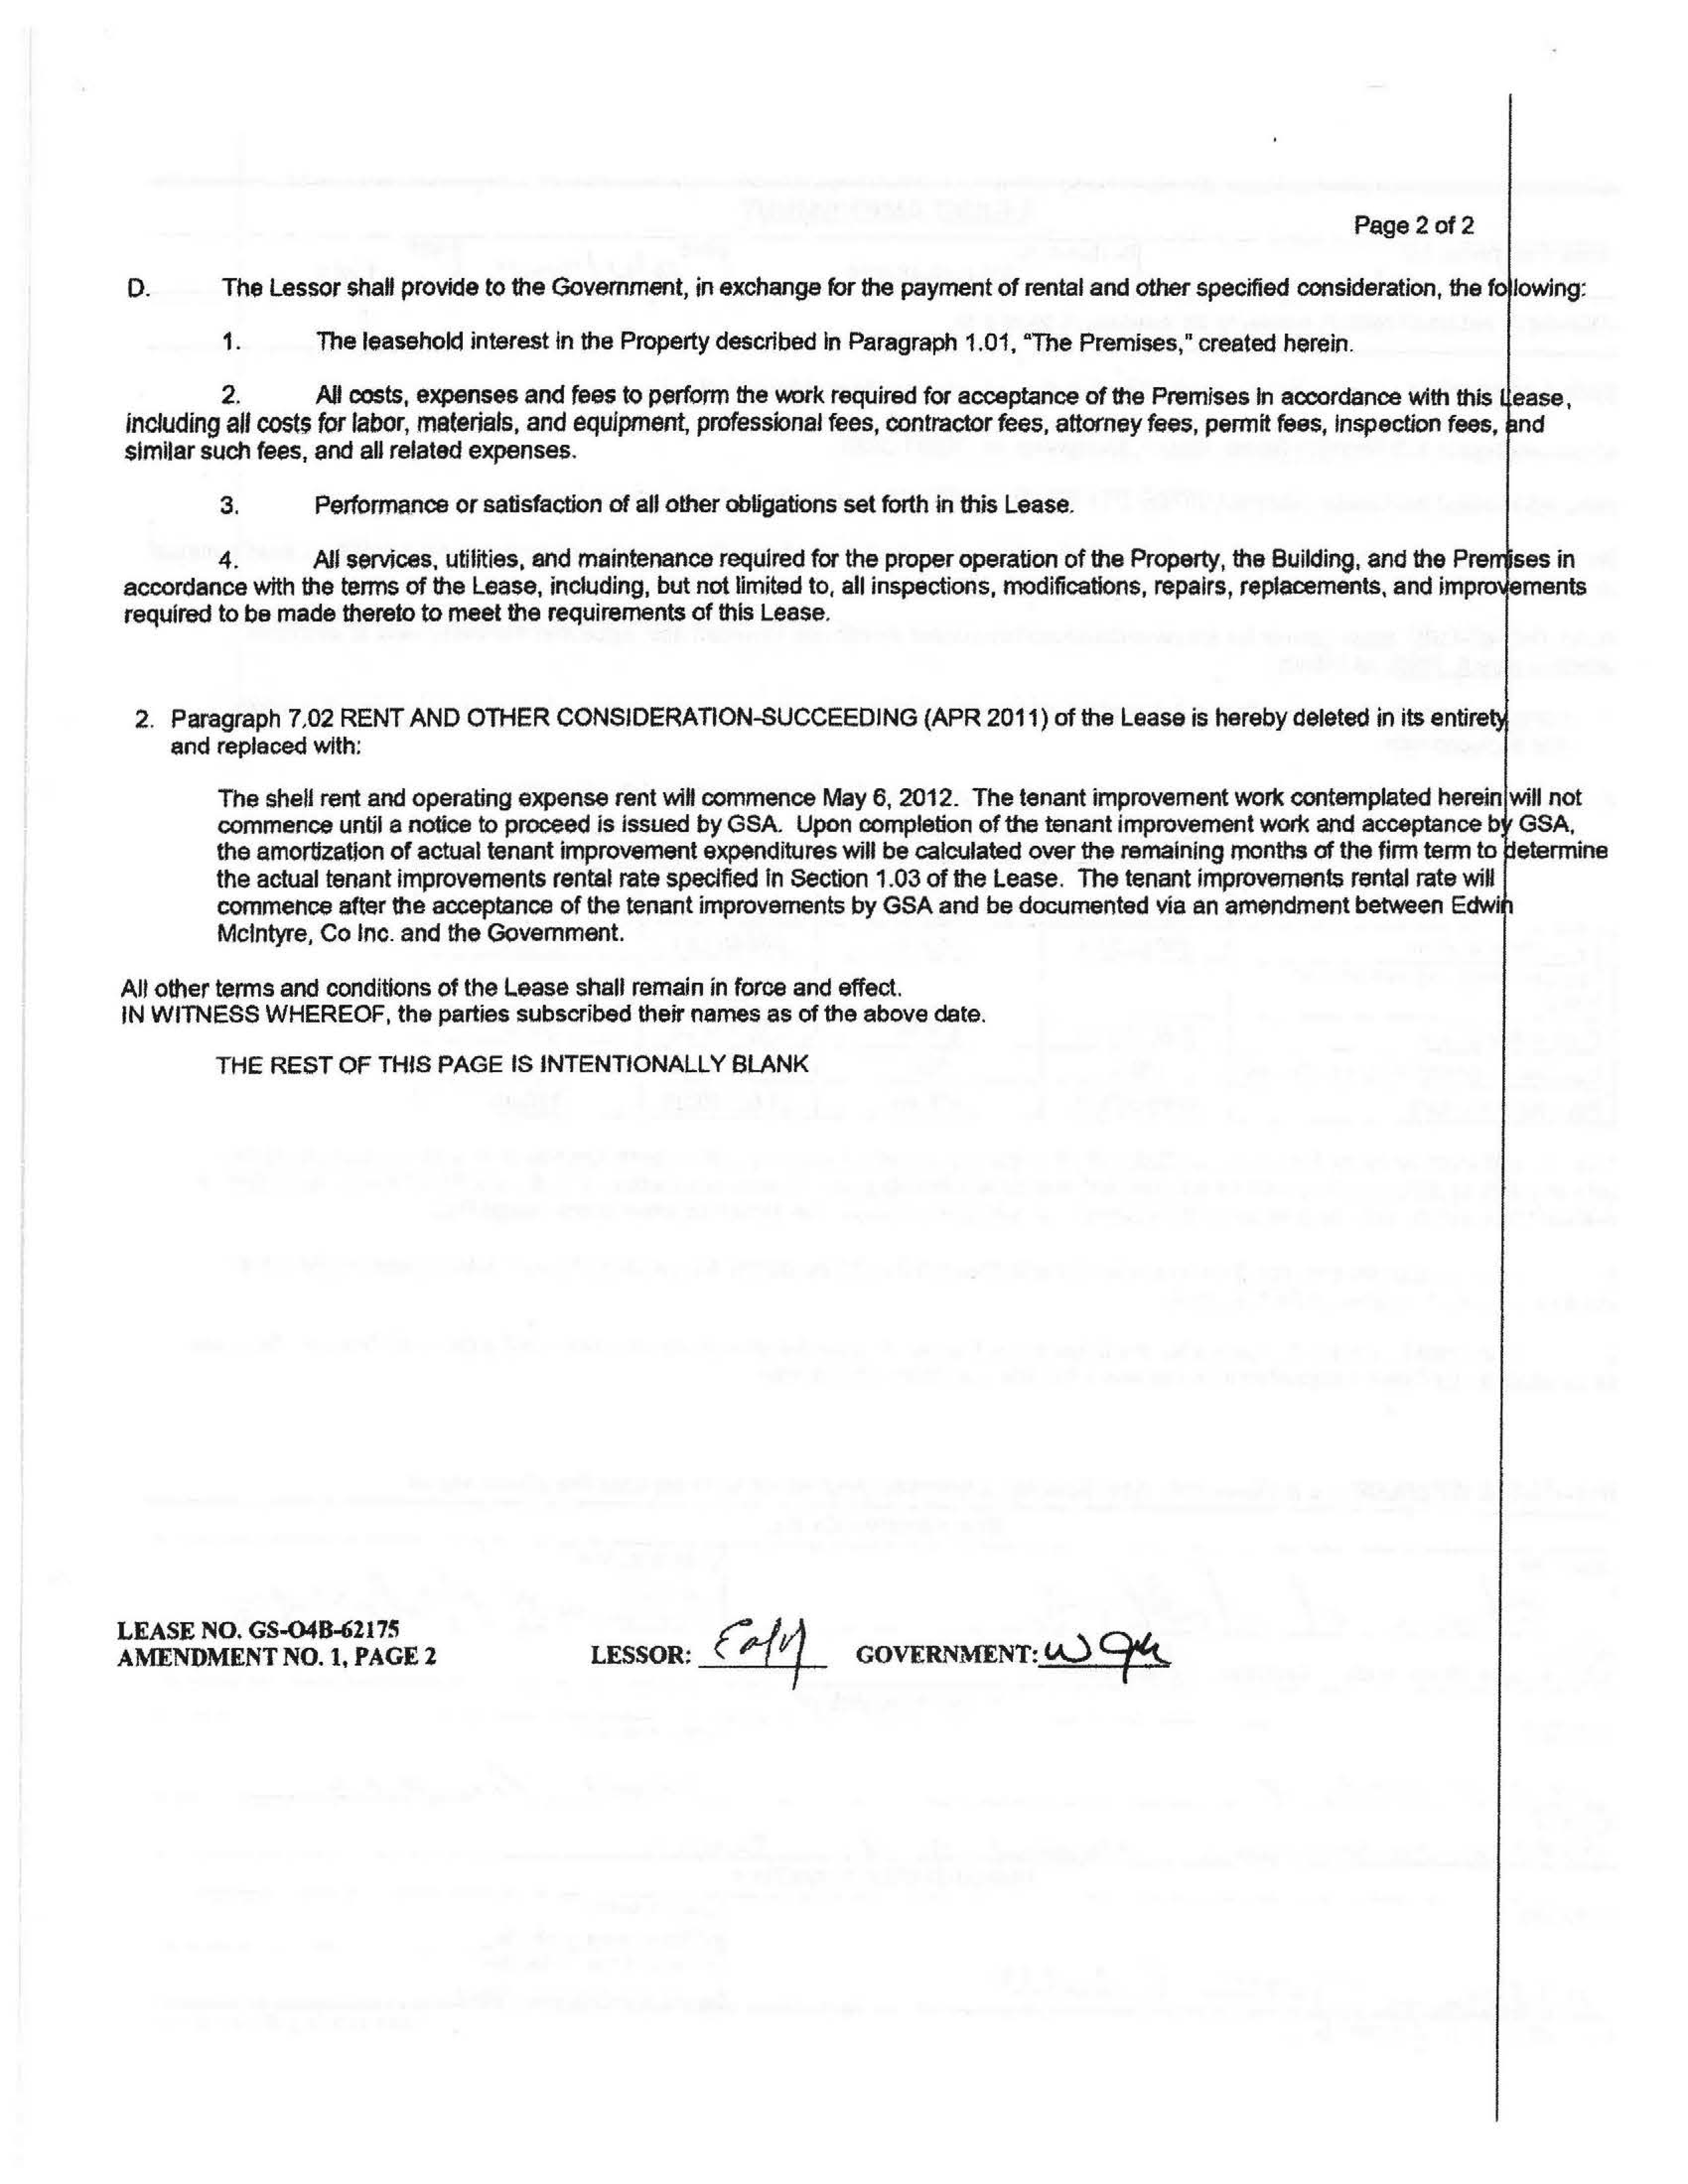 Page 2 of 2
D. The Lessor shall provide to the Government, in exchange for the payment of rental and other specified consideration, the following:
1. The leasehold interest in the Property described in Paragraph 1.01, “The Premises,” created herein.
2. All costs, expenses and fees to perform the work required for acceptance of the Premises in accordance with this Lease,
including all costs for labor, materials, and equipment, professional fees, contractor fees, attorney fees, permit fees, inspection fees, and
similar such fees, and all related expenses.
3. Performance or satisfaction of all other obligations set forth in this Lease.
4. All services, utilities, and maintenance required for the proper operation of the Property, the Building, and the Premises in
accordance with the terms of the Lease, including, but not limited to, all inspections, modifications, repairs, replacements, and improvements
required to be made thereto to meet the requirements of this Lease.
2. Paragraph 7.02 RENT AND OTHER CONSIDERATION-SUCCEEDING (APR 2011) of the Lease is hereby deleted in its entirety
and replaced with:
The shell rent and operating expense rent will commence May 6, 2012. The tenant improvement work contemplated herein will not
commence until a notice to proceed is issued by GSA. Upon completion of the tenant improvement work and acceptance by GSA,
the amortization of actual tenant improvement expenditures will be calculated over the remaining months of the firm term to determine
the actual tenant improvements rental rate specified in Section 1.03 of the Lease. The tenant improvements rental rate will
commence after the acceptance of the tenant improvements by GSA and be documented via an amendment between Edwin
McIntyre, Co Inc. and the Government.
All other terms and conditions of the Lease shall remain in force and effect.
IN WITNESS WHEREOF, the parties subscribed their names as of the above date.
THE REST OF THIS PAGE IS INTENTIONALLY BLANK
LEASE NO. GS-O4B-62175
AMENDMENT NO. 1, PAGE 2
LESSOR: GOVERNMENT: